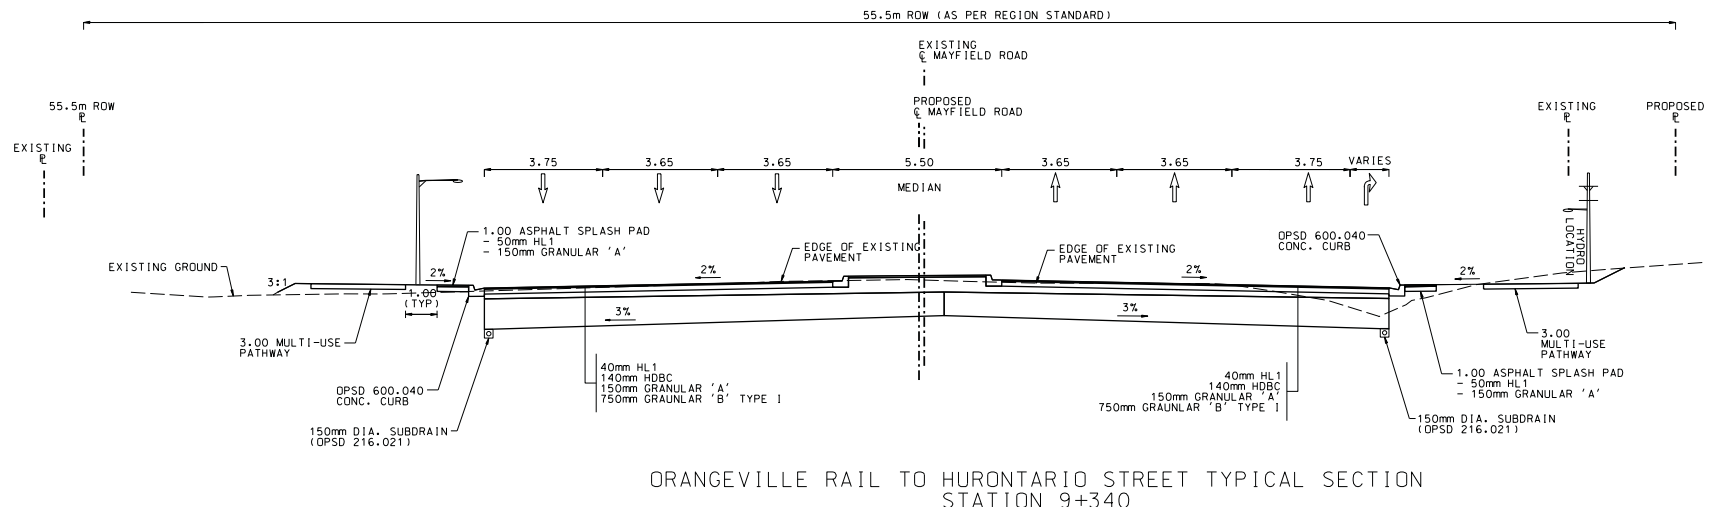 55.5m ROW (AS PER REGION STANDARD)
EXISTING
℄ MAYFIELD ROAD
55.5m ROW
PL
EXISTING
PL
PROPOSED
℄ MAYFIELD ROAD
EXISTING
PL
PROPOSED
PL
3.75
3.65
3.65
5.50
3.65
3.65
3.75
VARIES
MEDIAN
1.00 ASPHALT SPLASH PAD
- 50mm HL1
- 150mm GRANULAR 'A'
EDGE OF EXISTING
PAVEMENT
EDGE OF EXISTING
PAVEMENT
OPSD 600.040
CONC. CURB
HYDRO
LOCATION
EXISTING GROUND
3:1
2%
2%
2%
2%
1.00
(TYP)
3%
3%
3.00 MULTI-USE
PATHWAY
3.00
MULTI-USE
PATHWAY
OPSD 600.040
CONC. CURB
40mm HL1
140mm HDBC
150mm GRANULAR 'A'
750mm GRAUNLAR 'B' TYPE I
40mm HL1
140mm HDBC
150mm GRANULAR 'A'
750mm GRAUNLAR 'B' TYPE I
1.00 ASPHALT SPLASH PAD
- 50mm HL1
- 150mm GRANULAR 'A'
150mm DIA. SUBDRAIN
(OPSD 216.021)
150mm DIA. SUBDRAIN
(OPSD 216.021)
ORANGEVILLE RAIL TO HURONTARIO STREET TYPICAL SECTION
STATION 9+340